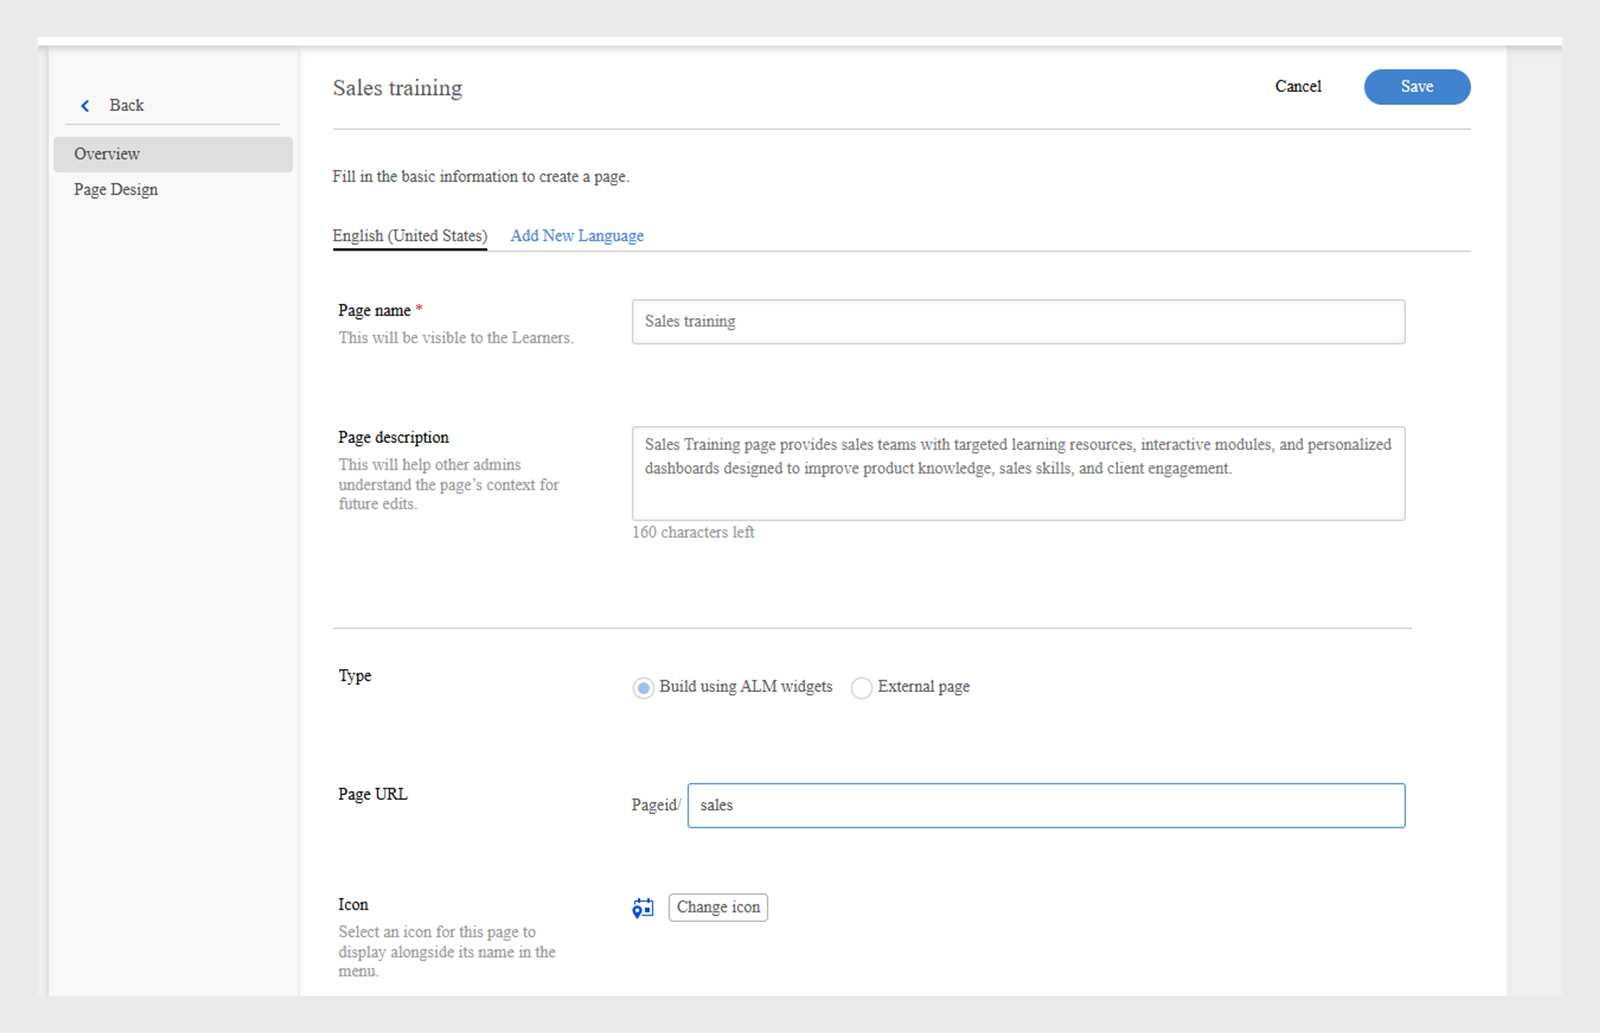 Back
Overview
Page Design
Sales training
Cancel
Save
Fill in the basic information to create a page.
English (United States)
Add New Language
Page name *
This will be visible to the Learners.
Sales training
Page description
This will help other admins
understand the page’s context for
future edits.
Sales Training page provides sales teams with targeted learning resources, interactive modules, and personalized
dashboards designed to improve product knowledge, sales skills, and client engagement.
160 characters left
Type
Build using ALM widgets
External page
Page URL
Pageid/
sales
Icon
Select an icon for this page to
display alongside its name in the
menu.
Change icon